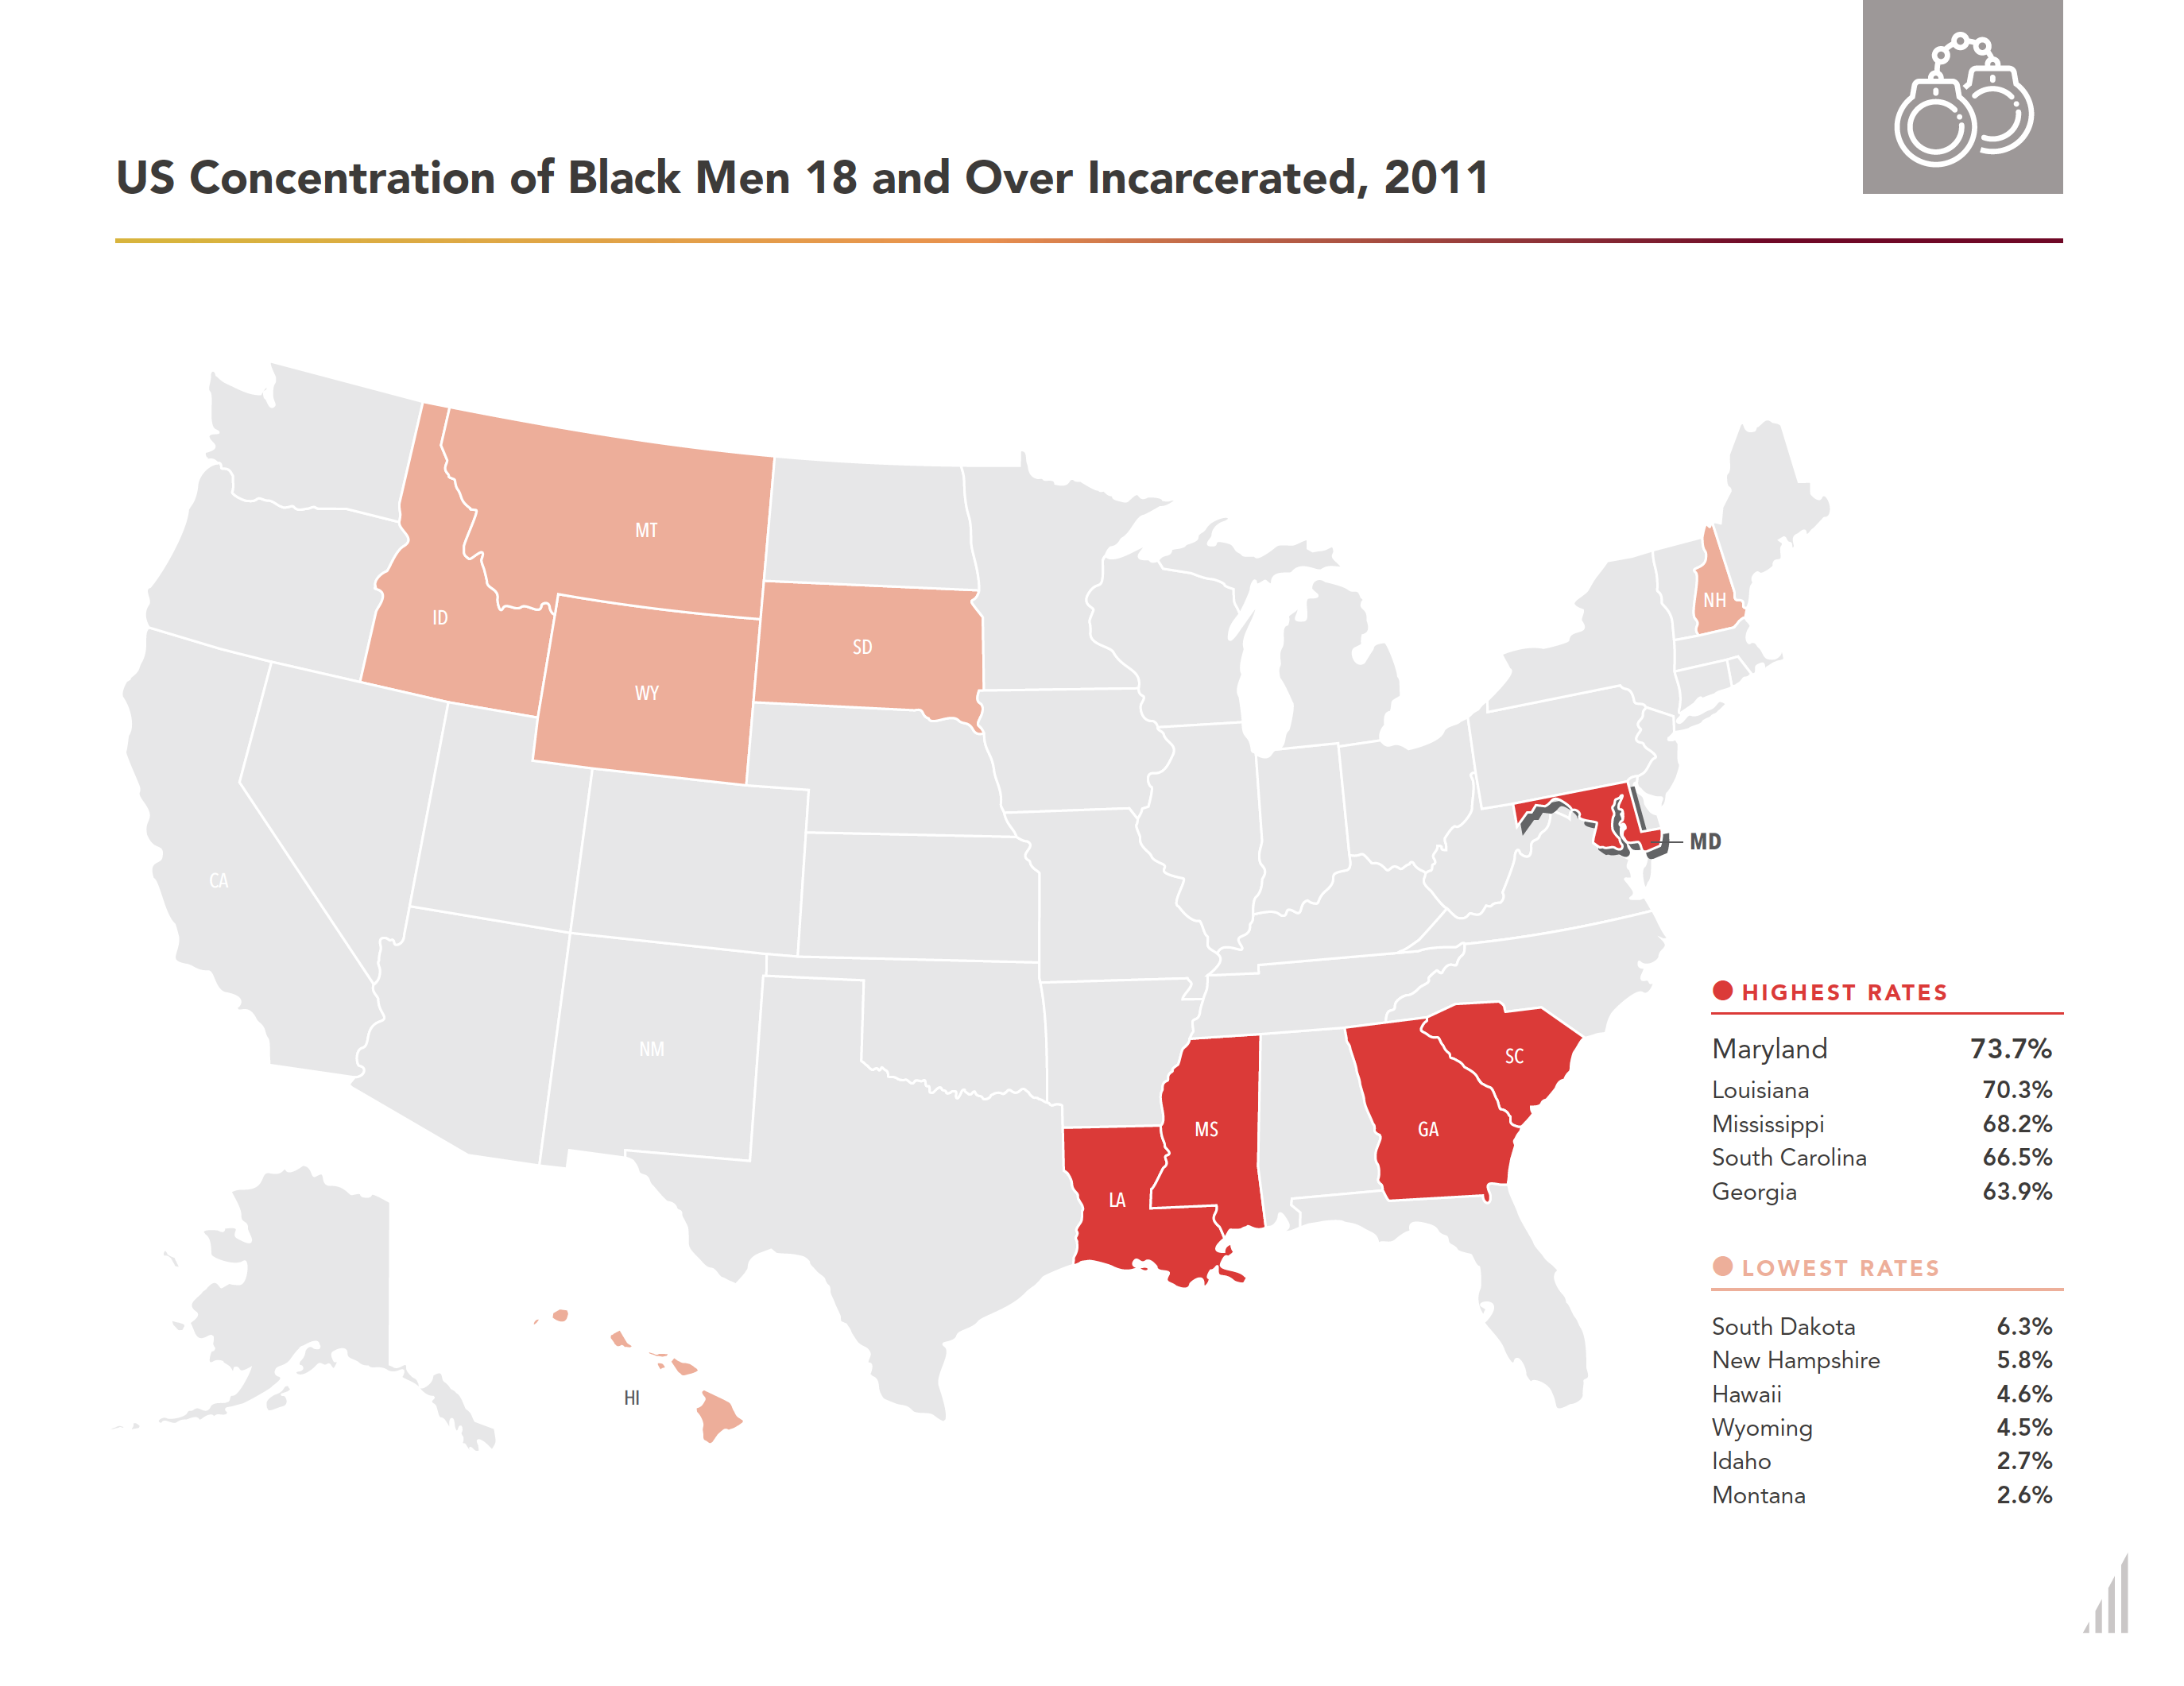 US Concentration of Black Men 18 and Over Incarcerated, 2011
MT
ID
WY
SD
NH
MD
CA
NM
MS
GA
SC
LA
HI
HIGHEST RATES
Maryland 73.7%
Louisiana 70.3%
Mississippi 68.2%
South Carolina 66.5%
Georgia 63.9%
LOWEST RATES
South Dakota 6.3%
New Hampshire 5.8%
Hawaii 4.6%
Wyoming 4.5%
Idaho 2.7%
Montana 2.6%